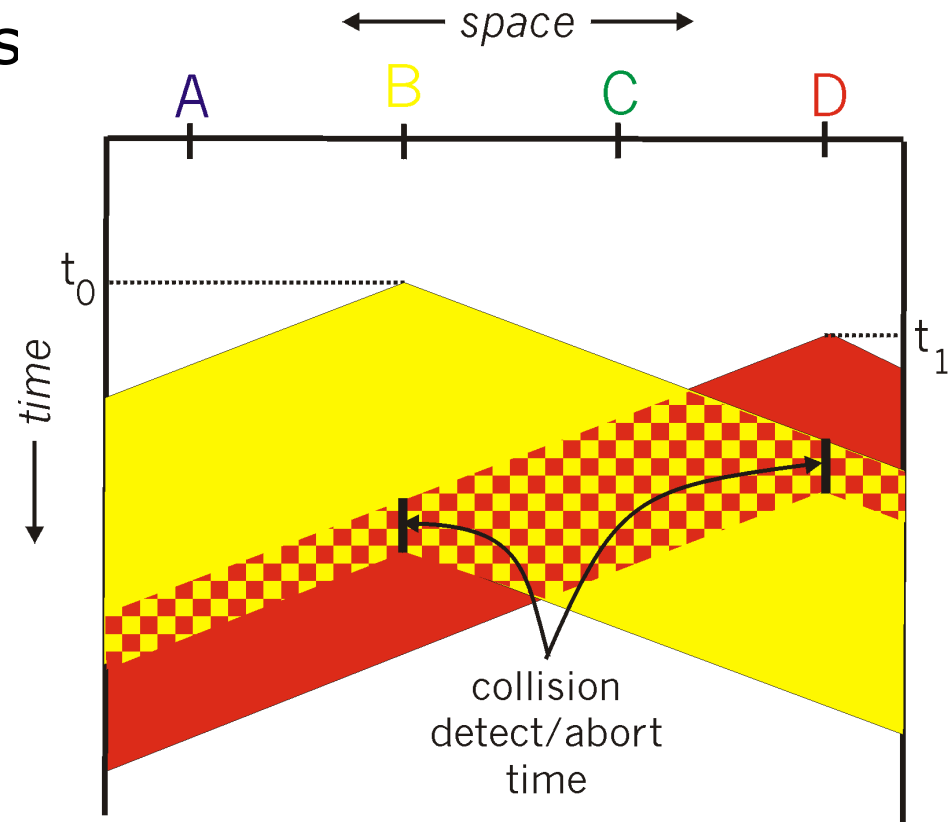 s
space
A B C D
t0
t1
time
collision
detect/abort
time